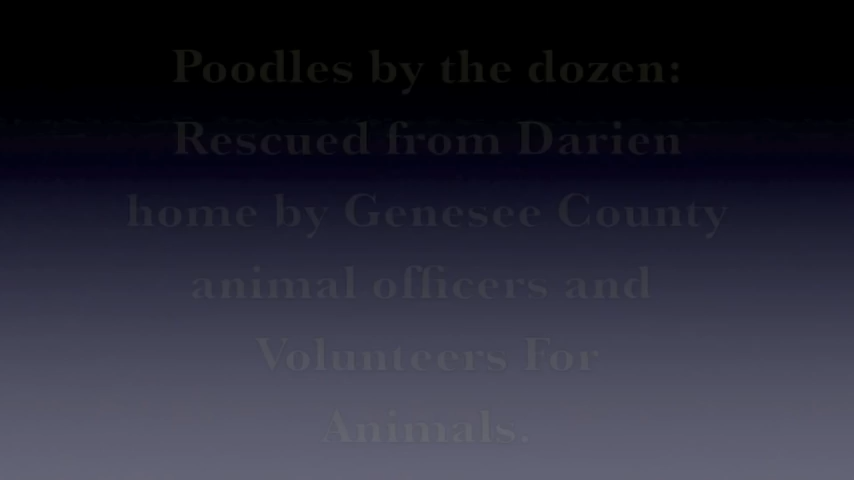 Poodles by the dozen:
Rescued from Darien
home by Genesee County
animal officers and
Volunteers For
Animals.